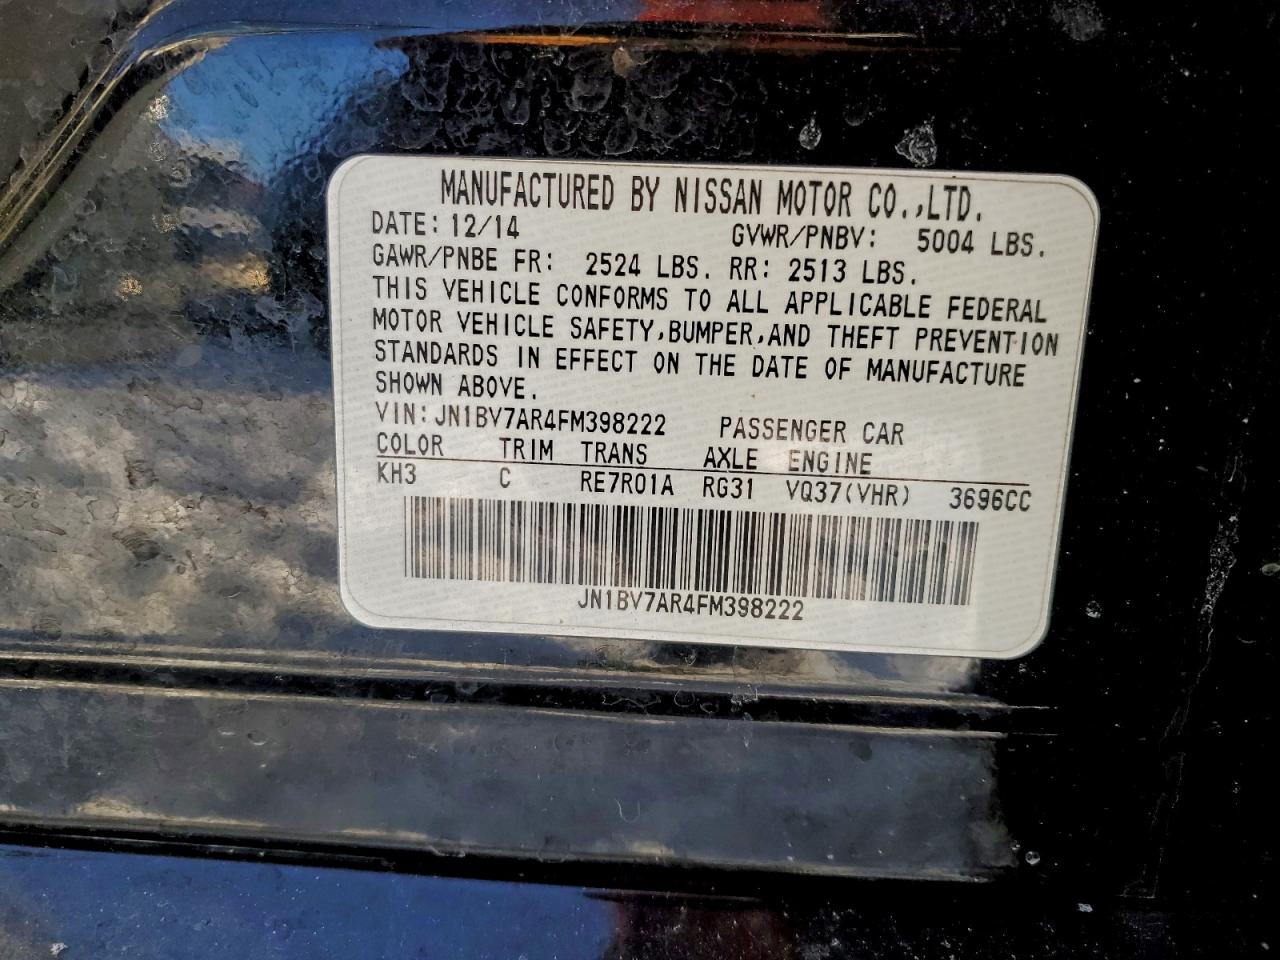 MANUFACTURED BY NISSAN MOTOR CO.,LTD.
DATE: 12/14 GVWR/PNBV: 5004 LBS.
GAWR/PNBE FR: 2524 LBS. RR: 2513 LBS.
THIS VEHICLE CONFORMS TO ALL APPLICABLE FEDERAL
MOTOR VEHICLE SAFETY,BUMPER,AND THEFT PREVENTION
STANDARDS IN EFFECT ON THE DATE OF MANUFACTURE
SHOWN ABOVE.
VIN: JN1BV7AR4FM398222 PASSENGER CAR
COLOR TRIM TRANS AXLE ENGINE
KH3 C RE7R01A RG31 VQ37(VHR) 3696CC
JN1BV7AR4FM398222